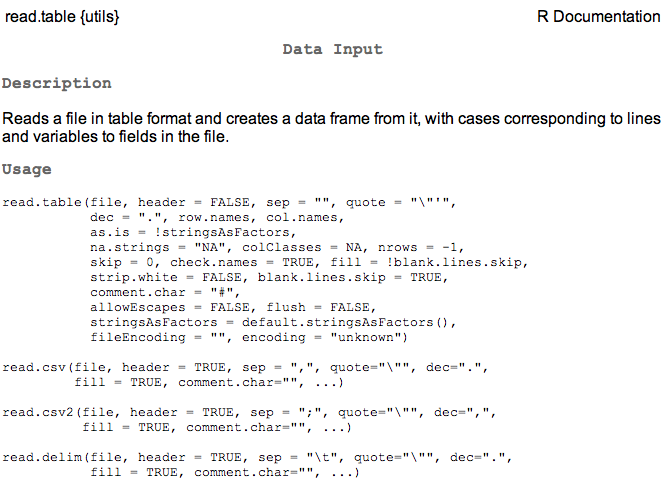 read.table {utils} R Documentation
Data Input
Description
Reads a file in table format and creates a data frame from it, with cases corresponding to lines
and variables to fields in the file.
Usage
read.table(file, header = FALSE, sep = "", quote = "\"'",
           dec = ".", row.names, col.names,
           as.is = !stringsAsFactors,
           na.strings = "NA", colClasses = NA, nrows = -1,
           skip = 0, check.names = TRUE, fill = !blank.lines.skip,
           strip.white = FALSE, blank.lines.skip = TRUE,
           comment.char = "#",
           allowEscapes = FALSE, flush = FALSE,
           stringsAsFactors = default.stringsAsFactors(),
           fileEncoding = "", encoding = "unknown")
read.csv(file, header = TRUE, sep = ",", quote="\"", dec=".",
         fill = TRUE, comment.char="", ...)
read.csv2(file, header = TRUE, sep = ";", quote="\"", dec=",",
          fill = TRUE, comment.char="", ...)
read.delim(file, header = TRUE, sep = "\t", quote="\"", dec=".",
           fill = TRUE, comment.char="", ...)